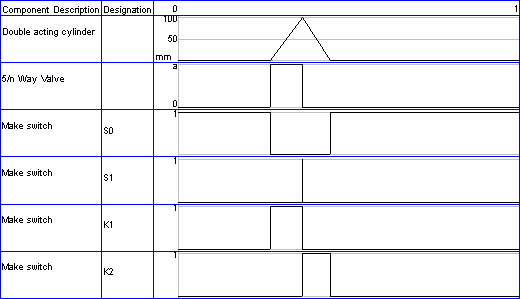 Component Description Designation 0 1
Double acting cylinder 100
50
mm
5/n Way Valve a
0
Make switch S0 1
Make switch S1 1
Make switch K1 1
Make switch K2 1